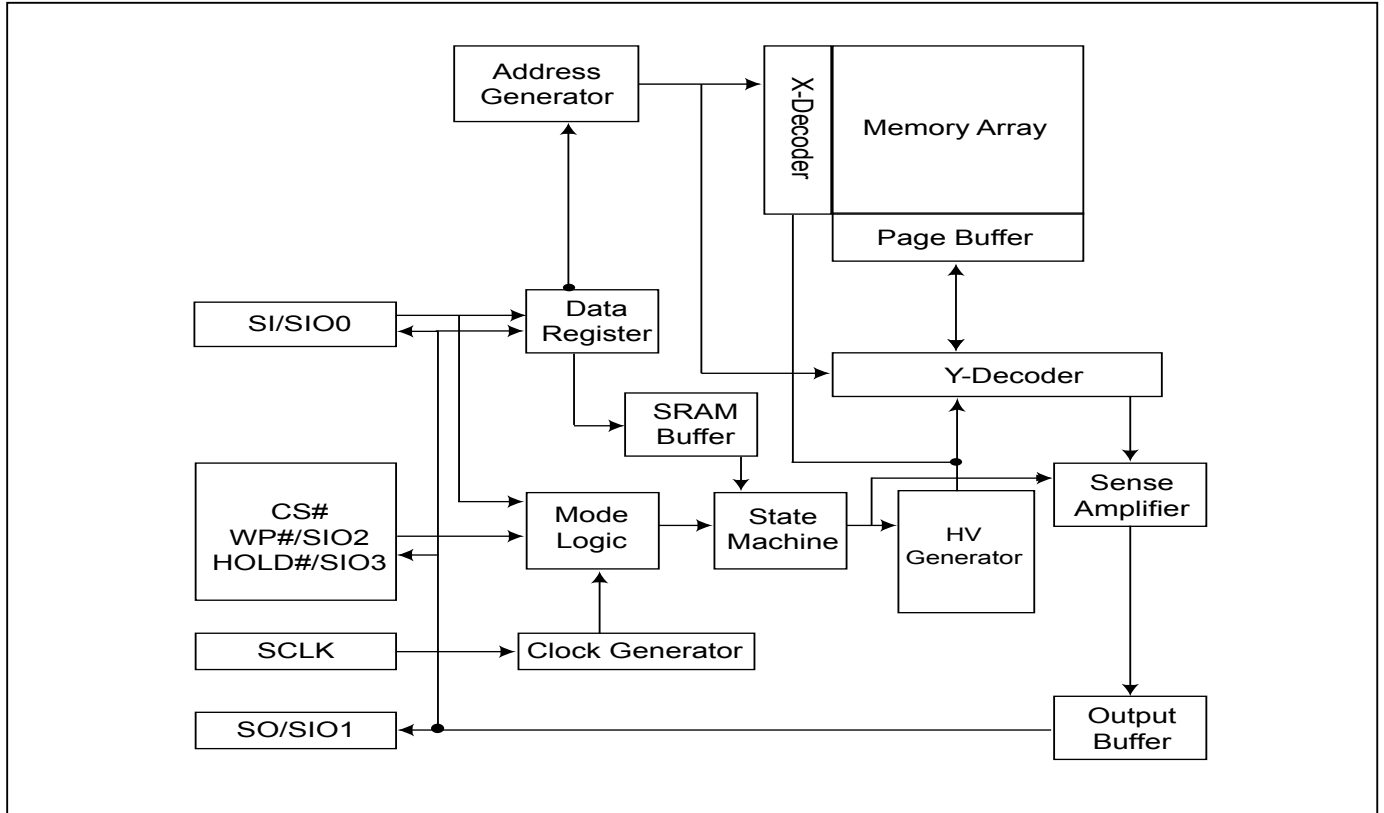 Address
Generator
X-Decoder
Memory Array
Page Buffer
SI/SIO0
Data
Register
Y-Decoder
SRAM
Buffer
CS#
WP#/SIO2
HOLD#/SIO3
Mode
Logic
State
Machine
HV
Generator
Sense
Amplifier
SCLK
Clock Generator
SO/SIO1
Output
Buffer